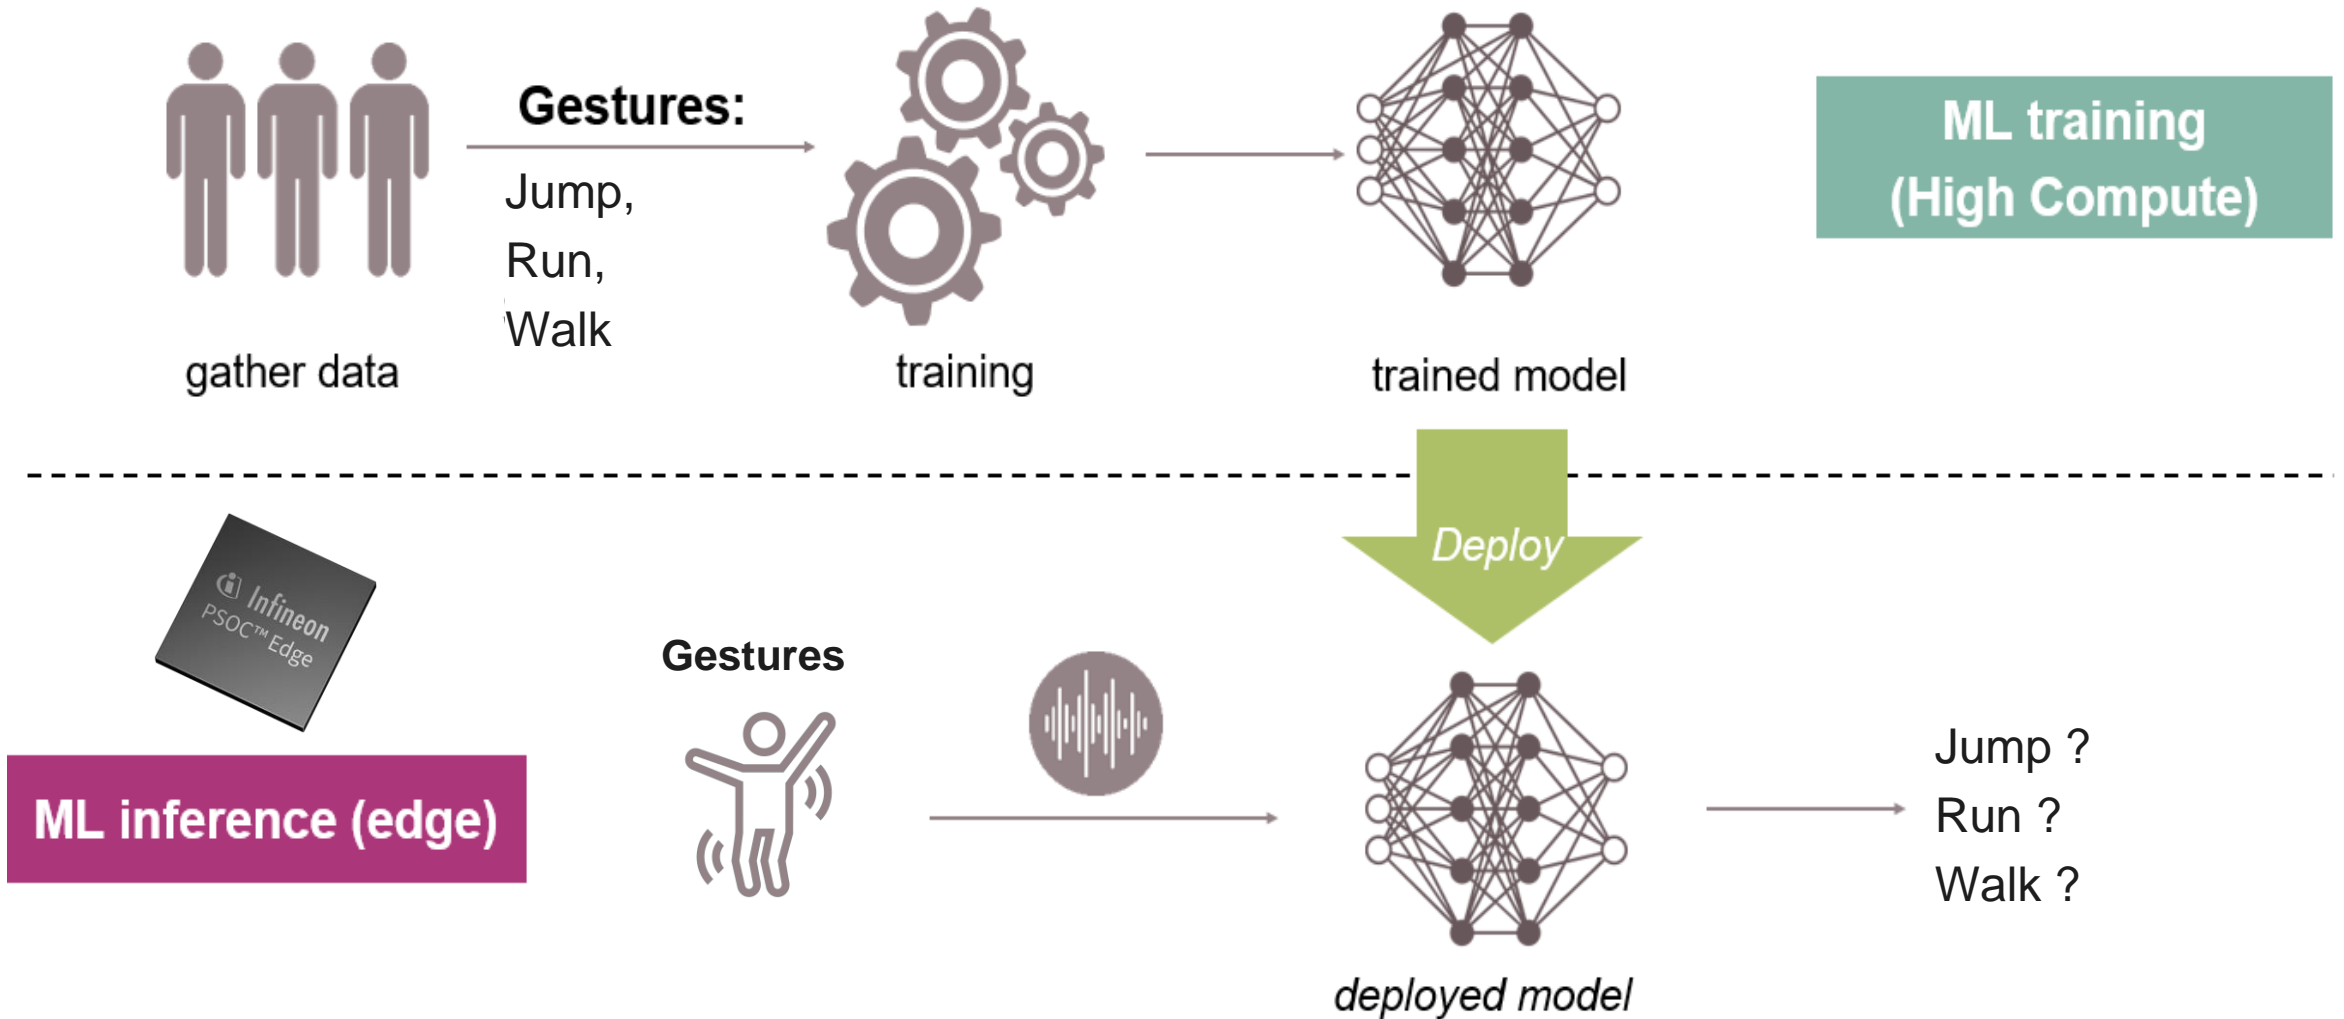 Gestures:
Jump,
Run,
Walk
gather data
training
trained model
ML training
(High Compute)
Deploy
Infineon
PSOC™ Edge
ML inference (edge)
Gestures
deployed model
Jump ?
Run ?
Walk ?